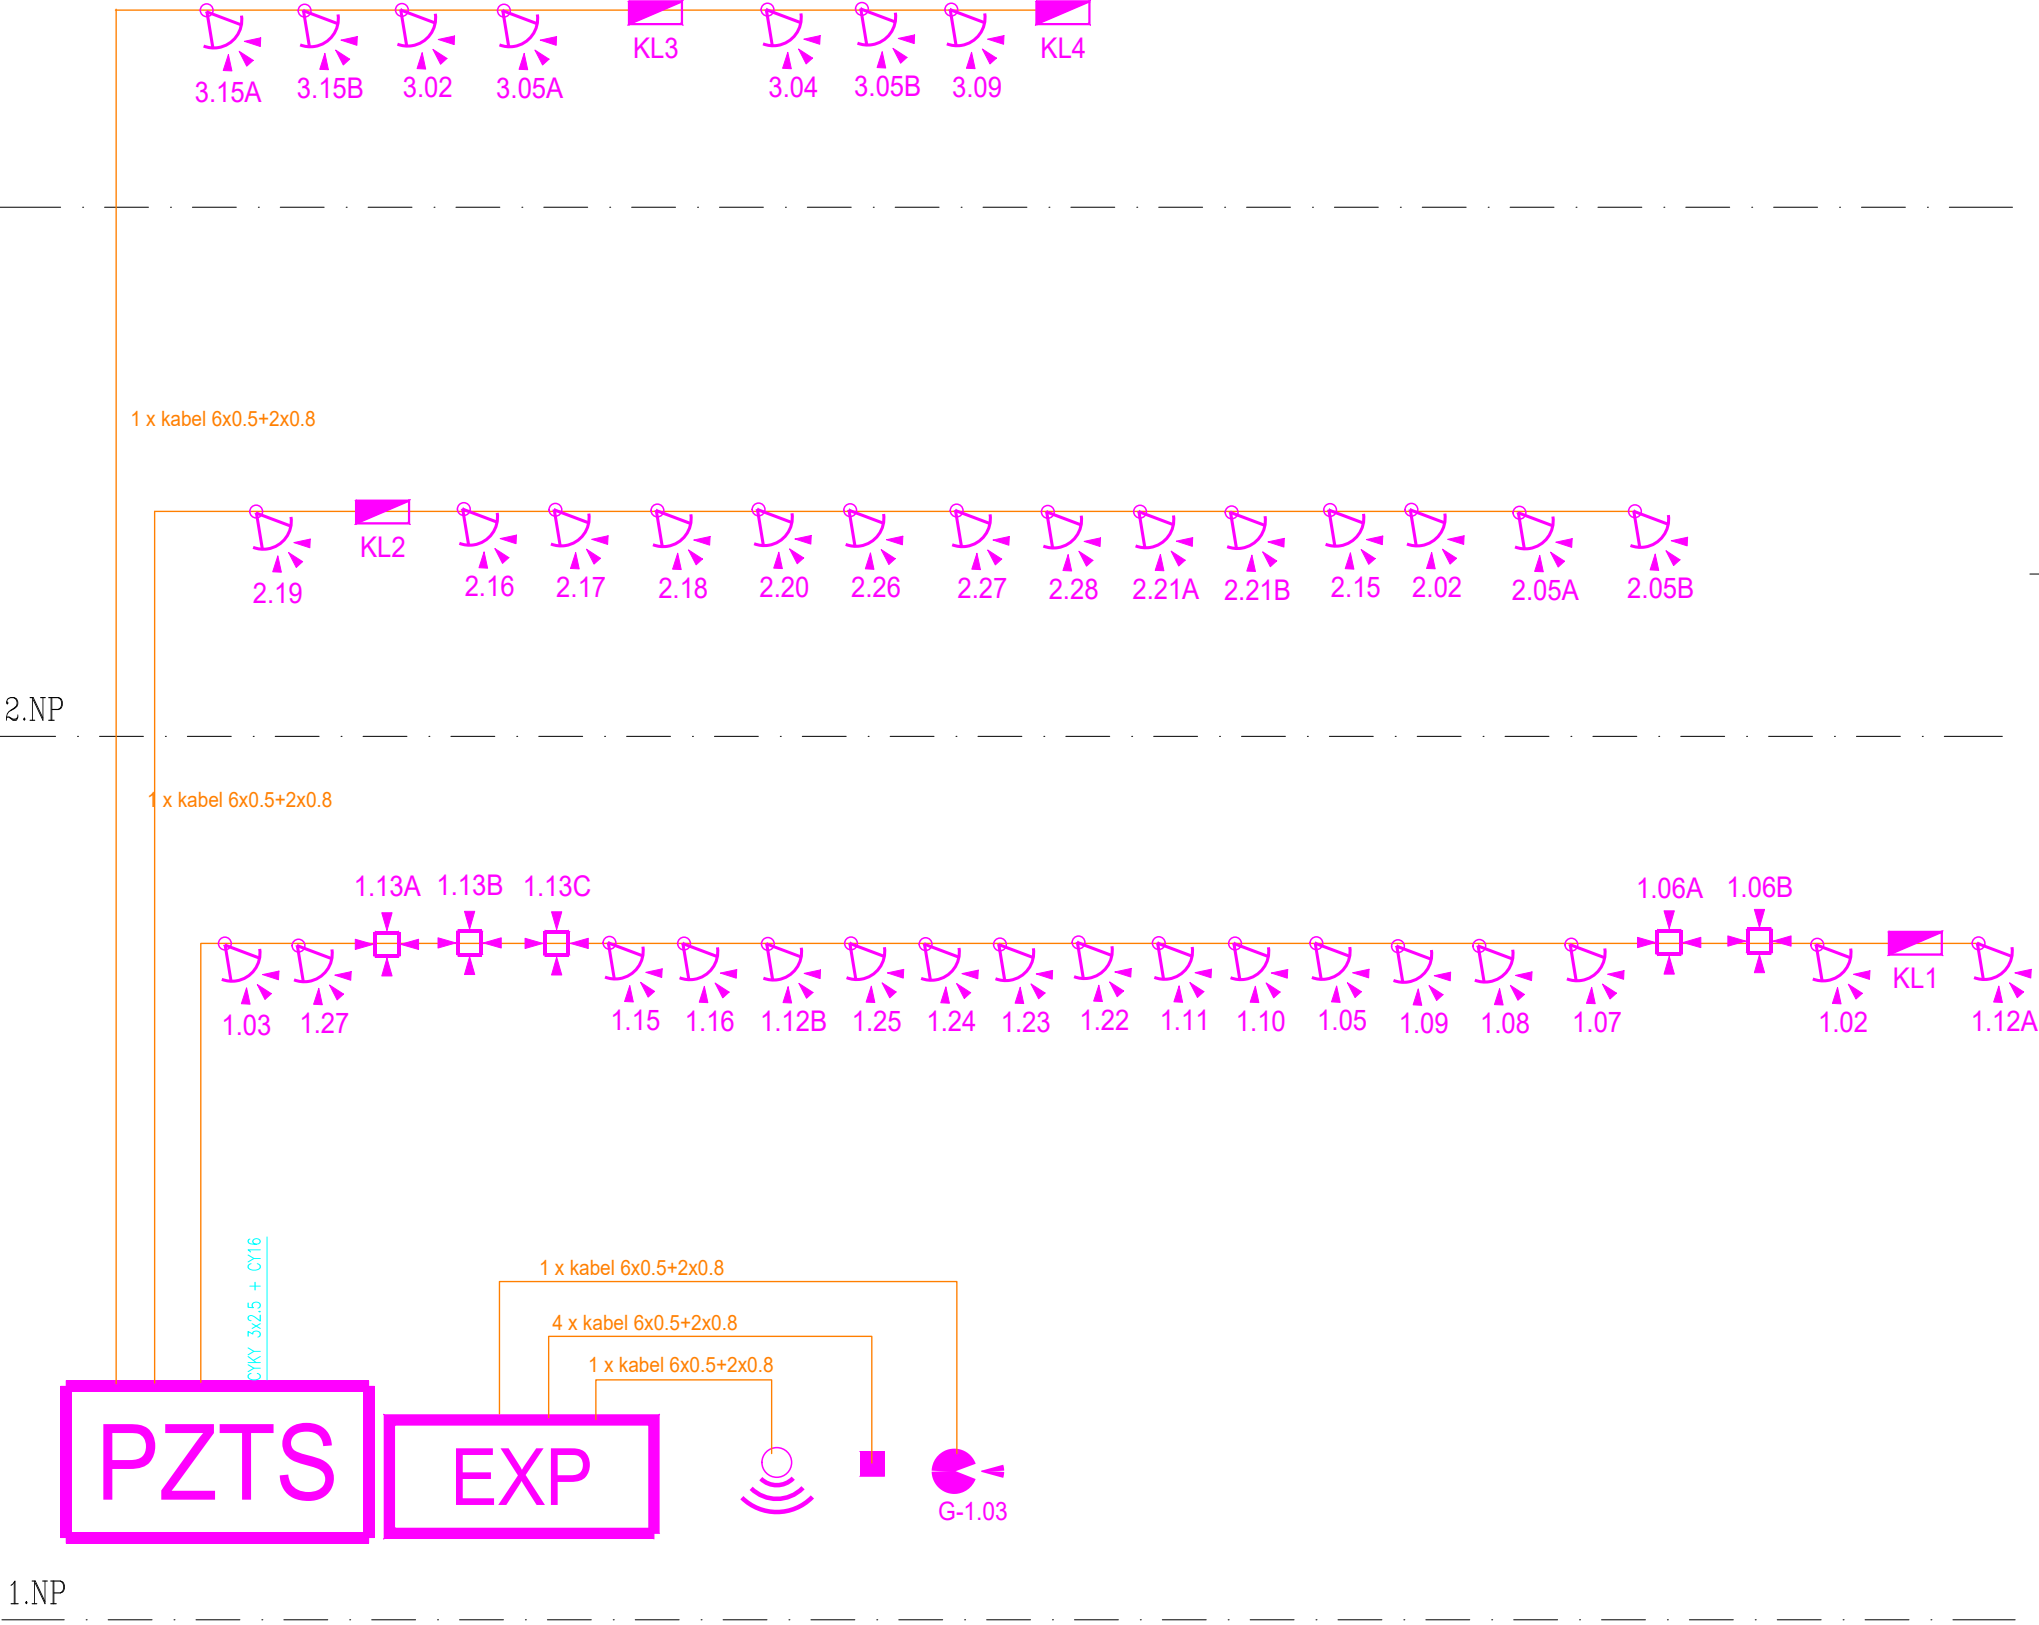 KL3 KL4
3.15A 3.15B 3.02 3.05A 3.04 3.05B 3.09
1 x kabel 6x0.5+2x0.8
KL2
2.19 2.16 2.17 2.18 2.20 2.26 2.27 2.28 2.21A 2.21B 2.15 2.02 2.05A 2.05B
2.NP
1 x kabel 6x0.5+2x0.8
1.13A 1.13B 1.13C 1.06A 1.06B
KL1
1.03 1.27 1.15 1.16 1.12B 1.25 1.24 1.23 1.22 1.11 1.10 1.05 1.09 1.08 1.07 1.02 1.12A
CYKY 3x2.5 + CY16
1 x kabel 6x0.5+2x0.8
4 x kabel 6x0.5+2x0.8
1 x kabel 6x0.5+2x0.8
PZTS
EXP
G-1.03
1.NP